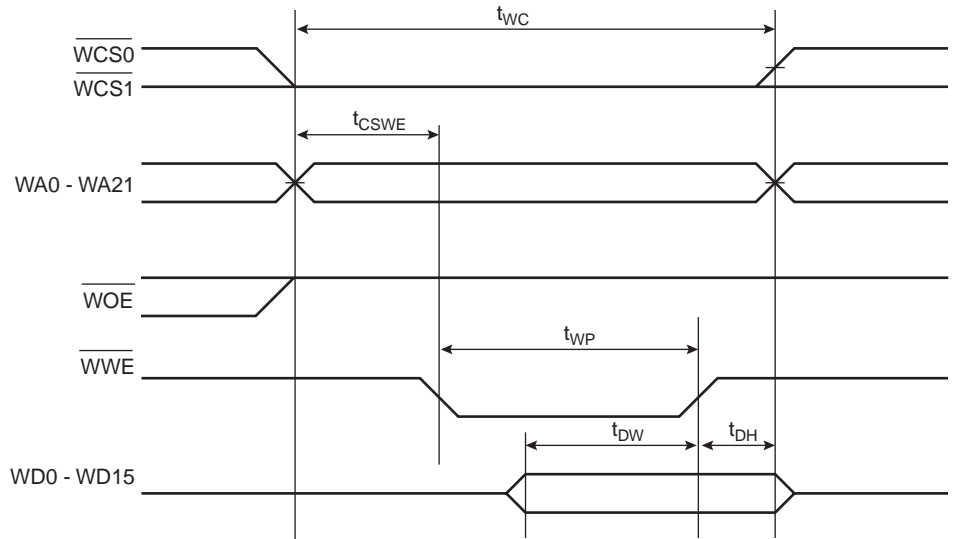 tWC
WCS0
WCS1
tCSWE
WA0 - WA21
WOE
tWP
WWE
tDW
tDH
WD0 - WD15